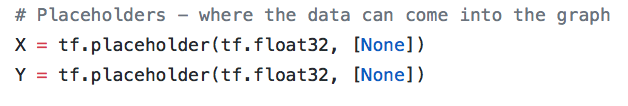 # Placeholders - where the data can come into the graph
X = tf.placeholder(tf.float32, [None])
Y = tf.placeholder(tf.float32, [None])